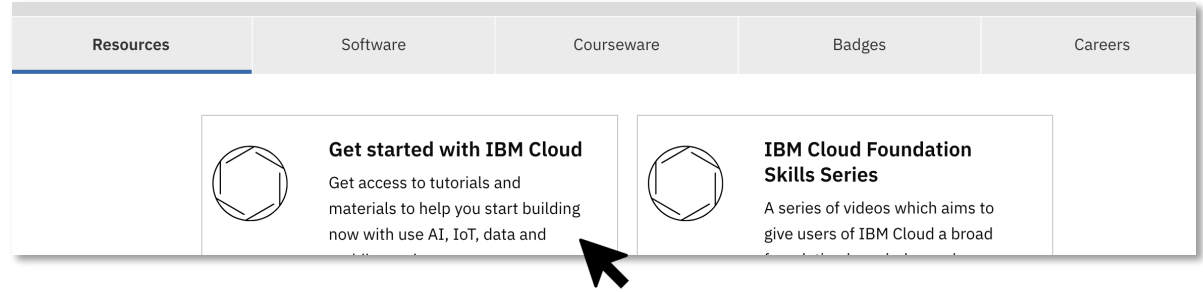 Resources
Software
Courseware
Badges
Careers
Get started with IBM Cloud
Get access to tutorials and
materials to help you start building
now with use AI, IoT, data and
IBM Cloud Foundation
Skills Series
A series of videos which aims to
give users of IBM Cloud a broad